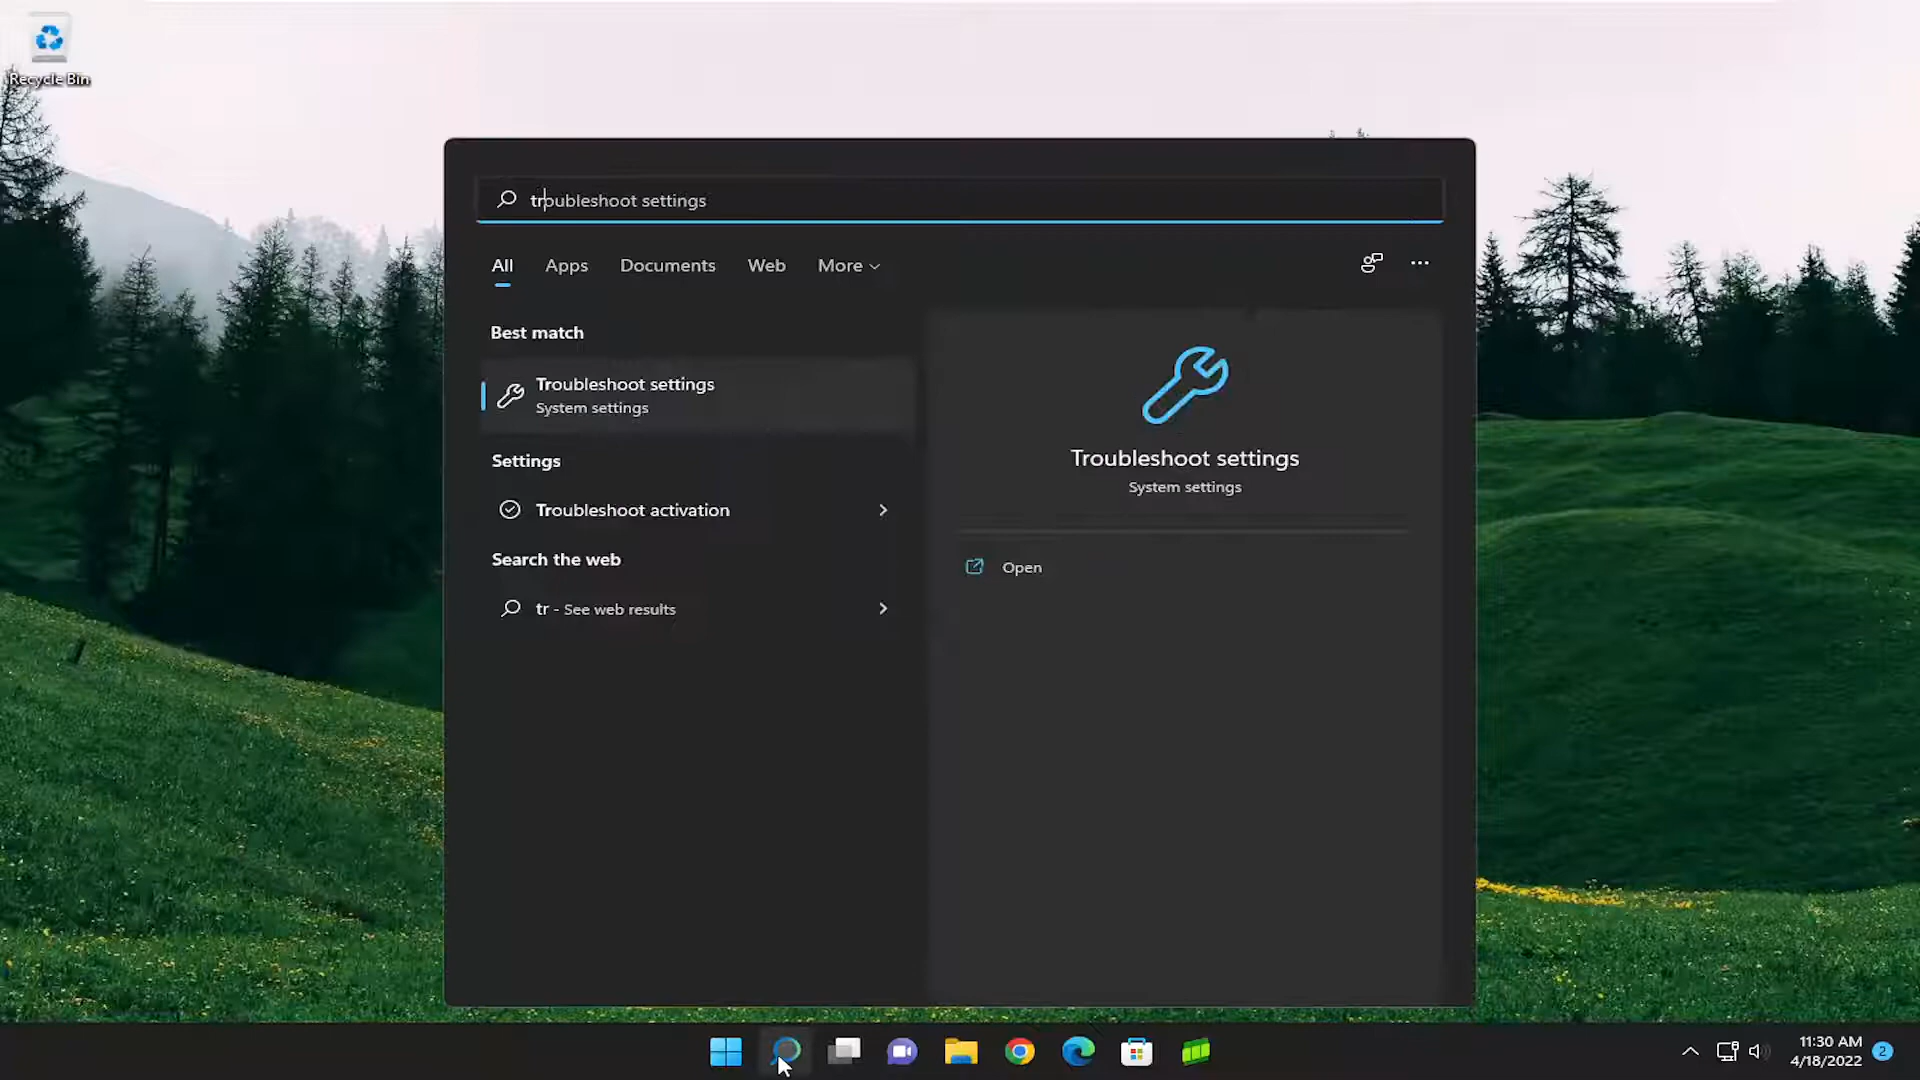 Recycle Bin
troubleshoot settings
All Apps Documents Web More
Best match
Troubleshoot settings
System settings
Settings
Troubleshoot activation
Search the web
tr - See web results
Troubleshoot settings
System settings
Open
11:30 AM
4/18/2022
2